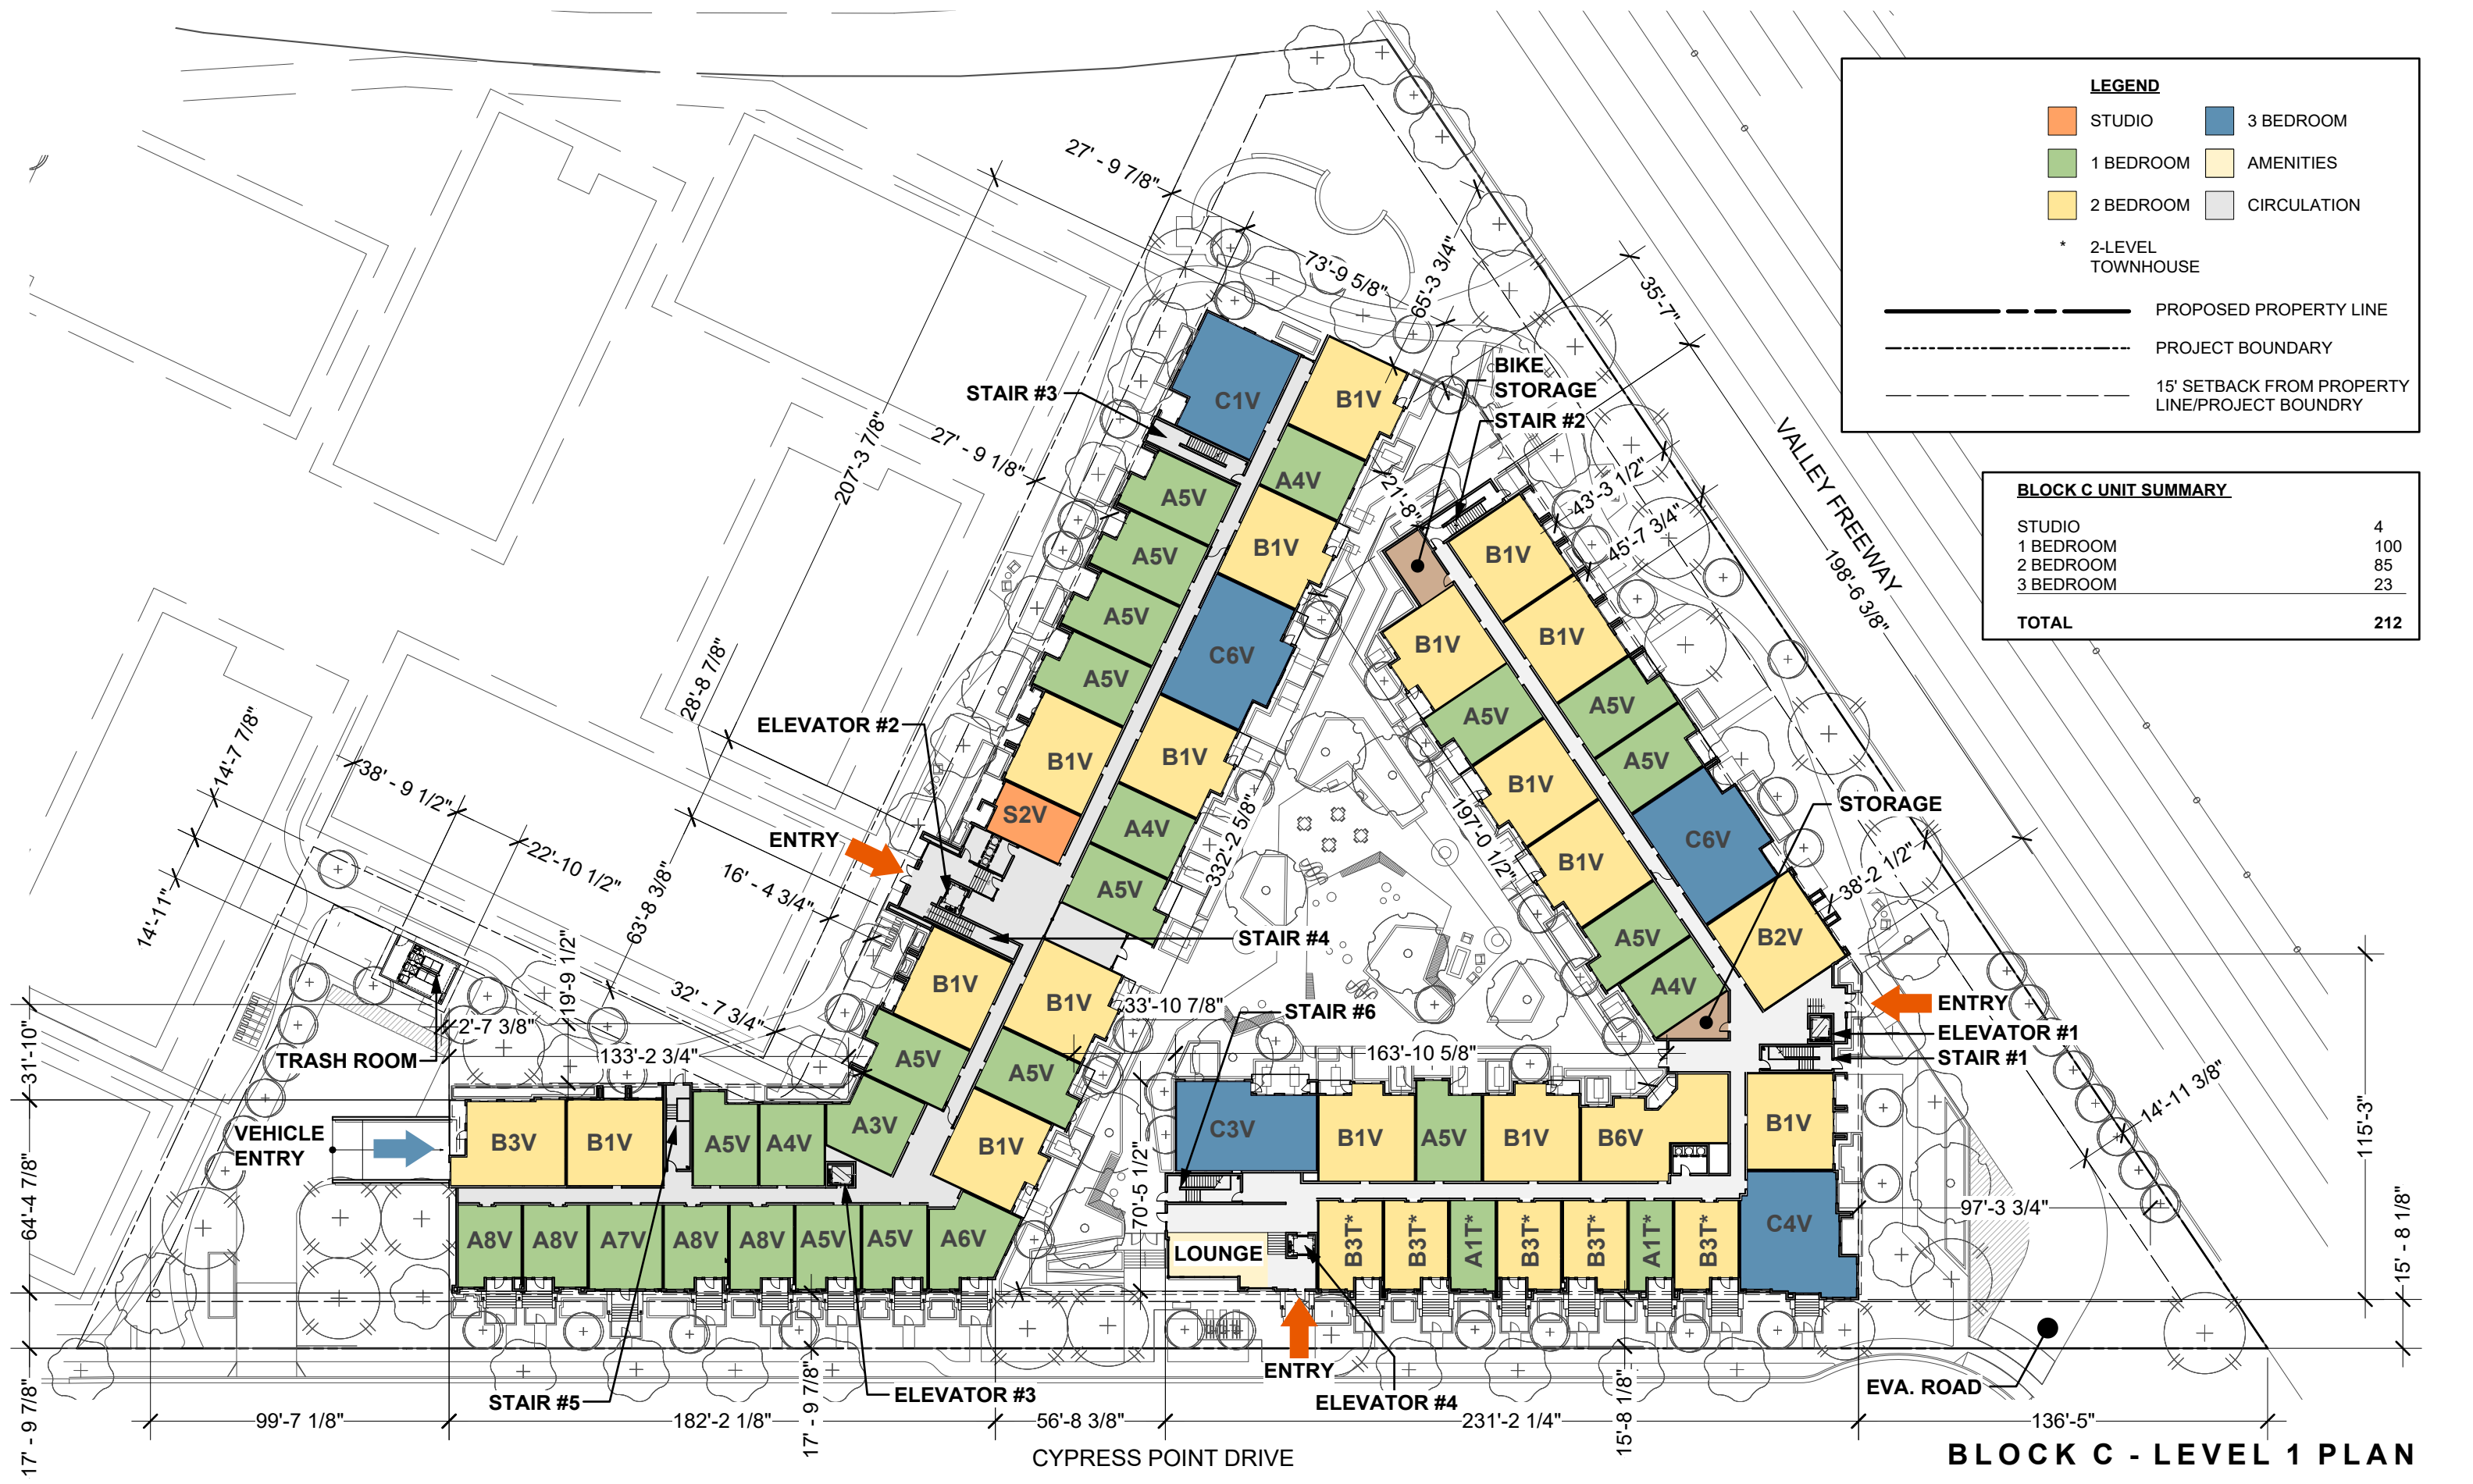 LEGEND
STUDIO
3 BEDROOM
1 BEDROOM
AMENITIES
2 BEDROOM
CIRCULATION
* 2-LEVEL
TOWNHOUSE
PROPOSED PROPERTY LINE
PROJECT BOUNDARY
15' SETBACK FROM PROPERTY
LINE/PROJECT BOUNDRY
BLOCK C UNIT SUMMARY
STUDIO 4
1 BEDROOM 100
2 BEDROOM 85
3 BEDROOM 23
TOTAL 212
27' - 9 7/8"
73'-9 5/8"
65'-3 3/4"
35'-7"
VALLEY FREEWAY
198'-6 3/8"
BIKE
STORAGE
STAIR #2
STAIR #3
27' - 9 1/8"
207'-3 7/8"
21'-8"
43'-3 1/2"
45'-7 3/4"
C1V
B1V
A4V
A5V
B1V
A5V
A5V
C6V
A5V
B1V
B1V
S2V
A4V
A5V
B1V
B1V
B1V
A5V
A5V
A5V
B1V
C6V
B1V
A5V
B2V
A4V
28'-8 7/8"
ELEVATOR #2
ENTRY
14'-7 7/8"
38' - 9 1/2"
22'-10 1/2"
14'-11"
63'-8 3/8"
16' - 4 3/4"
332'-2 5/8"
197'-0 1/2"
STORAGE
38'-2 1/2"
STAIR #4
19'-9 1/2"
32' - 7 3/4"
2'-7 3/8"
133'-2 3/4"
33'-10 7/8"
STAIR #6
163'-10 5/8"
ENTRY
ELEVATOR #1
STAIR #1
14'-11 3/8"
115'-3"
TRASH ROOM
31'-10"
64'-4 7/8"
17' - 9 7/8"
VEHICLE
ENTRY
B1V
B1V
A5V
A5V
A3V
B1V
B3V
B1V
A5V
A4V
A8V
A8V
A7V
A8V
A8V
A5V
A5V
A6V
70'-5 1/2"
C3V
B1V
A5V
B1V
B6V
B1V
LOUNGE
B3T*
B3T*
A1T*
B3T*
B3T*
A1T*
B3T*
C4V
97'-3 3/4"
15' - 8 1/8"
STAIR #5
ELEVATOR #3
17' - 9 7/8"
ENTRY
ELEVATOR #4
15'-8 1/8"
EVA. ROAD
99'-7 1/8"
182'-2 1/8"
56'-8 3/8"
231'-2 1/4"
136'-5"
CYPRESS POINT DRIVE
BLOCK C - LEVEL 1 PLAN